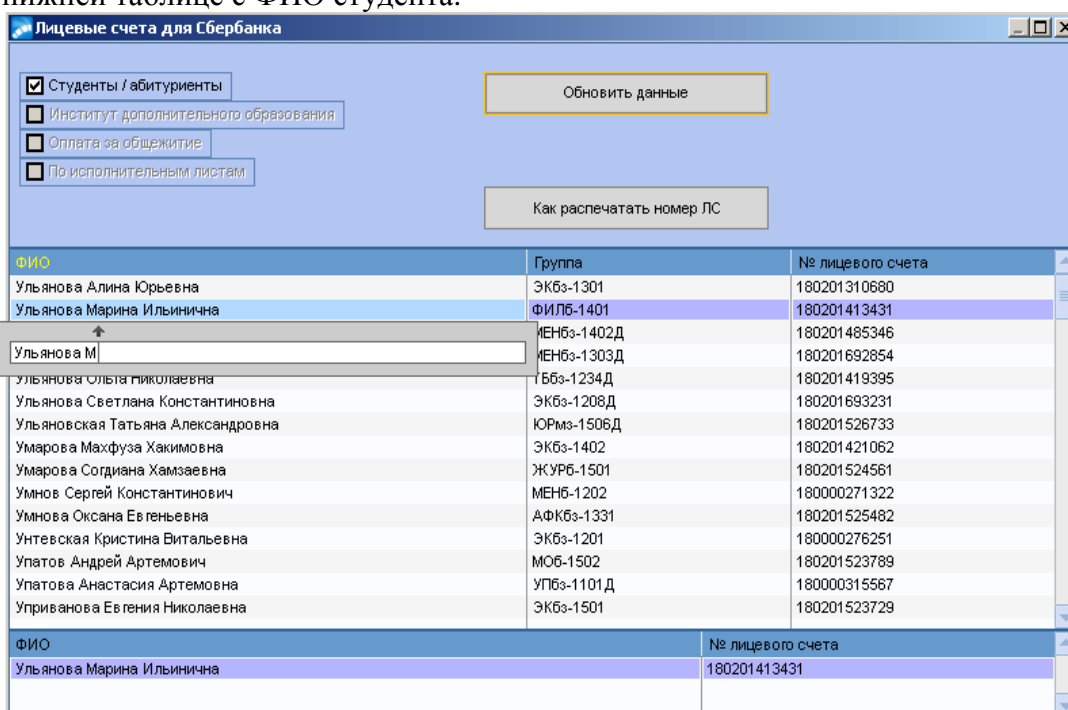 нижней таблице с ФИО студента.
Лицевые счета для Сбербанка
Студенты / абитуриенты
Обновить данные
Институт дополнительного образования
Оплата за общежитие
По исполнительным листам
Как распечатать номер ЛС
ФИО Группа № лицевого счета
Ульянова Алина Юрьевна ЭКбз-1301 180201310680
Ульянова Марина Ильинична ФИЛб-1401 180201413431
МЕНбз-1402Д 180201485346
Ульянова М МЕНбз-1303Д 180201692854
Ульянова Ольга Николаевна ТБбз-1234Д 180201419395
Ульянова Светлана Константиновна ЭКбз-1208Д 180201693231
Ульяновская Татьяна Александровна ЮРмз-1506Д 180201526733
Умарова Махфуза Хакимовна ЭКбз-1402 180201421062
Умарова Согдиана Хамзаевна ЖУРб-1501 180201524561
Умнов Сергей Константинович МЕНб-1202 180000271322
Умнова Оксана Евгеньевна АФКбз-1331 180201525482
Унтевская Кристина Витальевна ЭКбз-1201 180000276251
Упатов Андрей Артемович МОб-1502 180201523789
Упатова Анастасия Артемовна УПбз-1101Д 180000315567
Уприванова Евгения Николаевна ЭКбз-1501 180201523729
ФИО № лицевого счета
Ульянова Марина Ильинична 180201413431